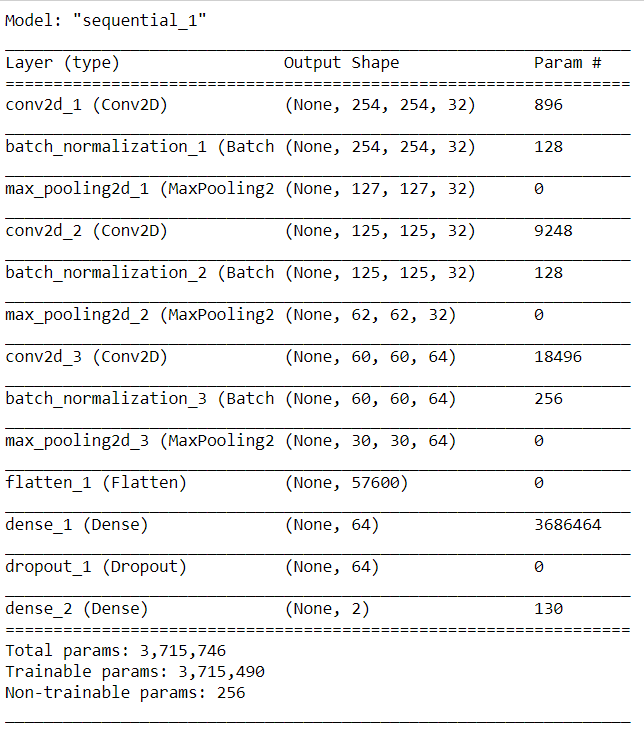 Model: "sequential_1"
_________________________________________________________________
Layer (type)                 Output Shape              Param #
=================================================================
conv2d_1 (Conv2D)            (None, 254, 254, 32)      896
_________________________________________________________________
batch_normalization_1 (Batch (None, 254, 254, 32)      128
_________________________________________________________________
max_pooling2d_1 (MaxPooling2 (None, 127, 127, 32)      0
_________________________________________________________________
conv2d_2 (Conv2D)            (None, 125, 125, 32)      9248
_________________________________________________________________
batch_normalization_2 (Batch (None, 125, 125, 32)      128
_________________________________________________________________
max_pooling2d_2 (MaxPooling2 (None, 62, 62, 32)        0
_________________________________________________________________
conv2d_3 (Conv2D)            (None, 60, 60, 64)        18496
_________________________________________________________________
batch_normalization_3 (Batch (None, 60, 60, 64)        256
_________________________________________________________________
max_pooling2d_3 (MaxPooling2 (None, 30, 30, 64)        0
_________________________________________________________________
flatten_1 (Flatten)          (None, 57600)             0
_________________________________________________________________
dense_1 (Dense)              (None, 64)                3686464
_________________________________________________________________
dropout_1 (Dropout)          (None, 64)                0
_________________________________________________________________
dense_2 (Dense)              (None, 2)                 130
=================================================================
Total params: 3,715,746
Trainable params: 3,715,490
Non-trainable params: 256
_________________________________________________________________